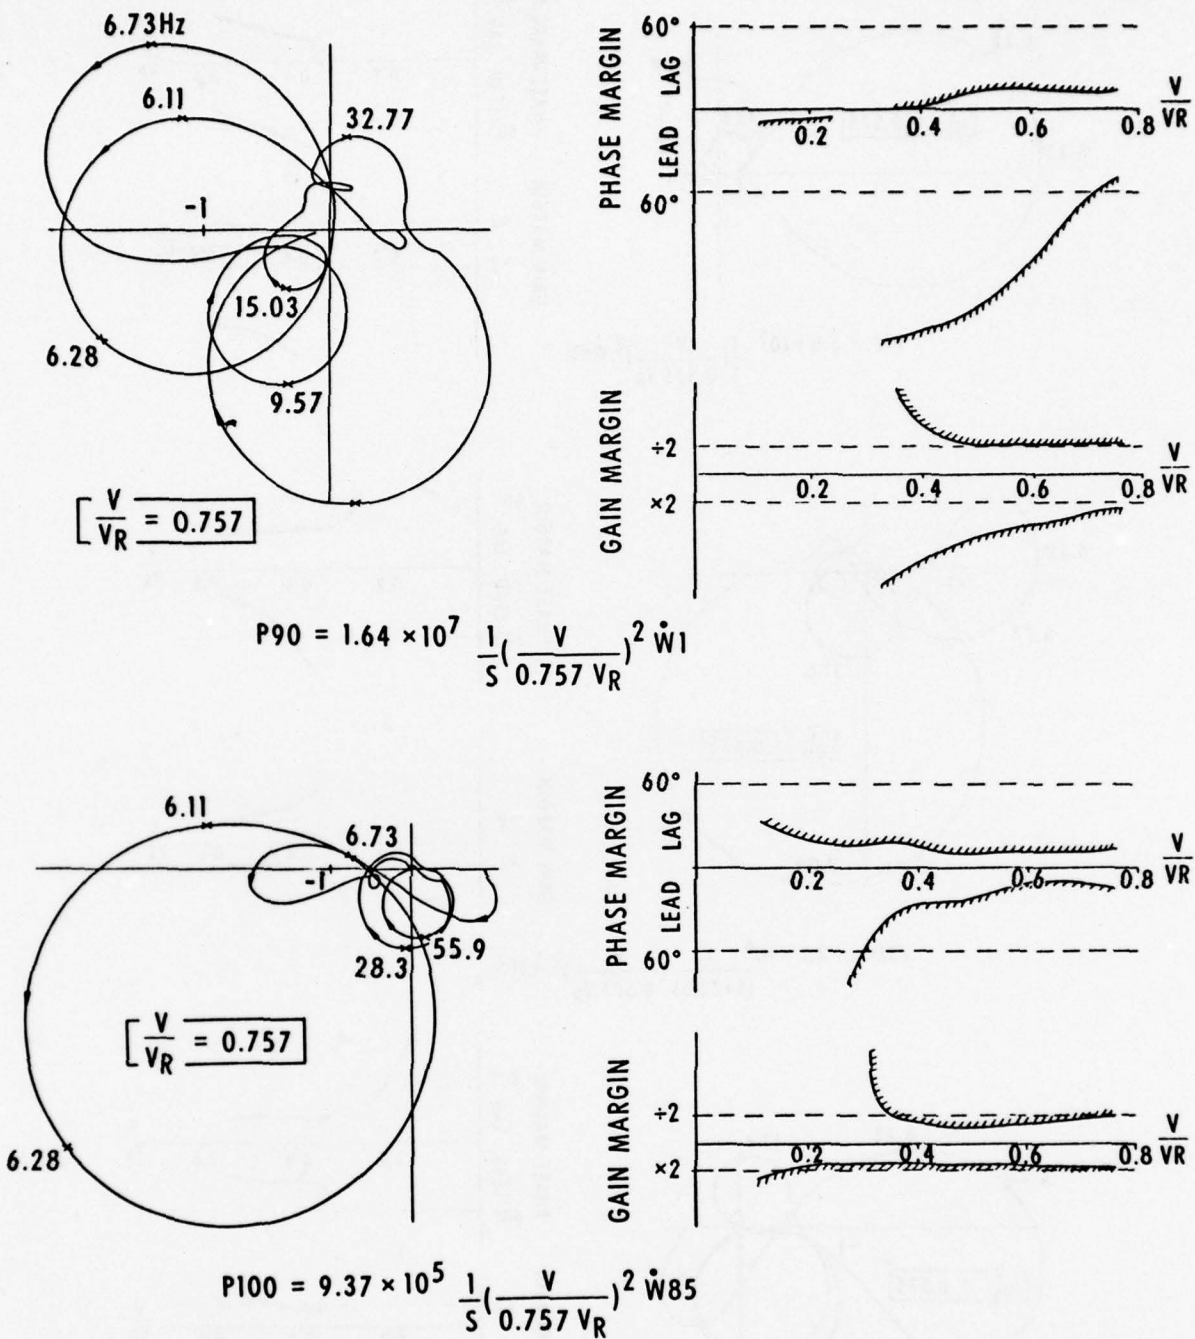 6.73Hz
6.11
32.77
-1
15.03
6.28
9.57
V/VR = 0.757
PHASE MARGIN
LEAD LAG
60°
60°
0.2 0.4 0.6 0.8
V/VR
GAIN MARGIN
÷2
×2
0.2 0.4 0.6 0.8
V/VR
P90 = 1.64 ×10⁷ 1/S (V/0.757 VR)² Ẇ1
6.11
6.73
-1
28.3
55.9
6.28
V/VR = 0.757
PHASE MARGIN
LEAD LAG
60°
60°
0.2 0.4 0.6 0.8
V/VR
GAIN MARGIN
÷2
×2
0.2 0.4 0.6 0.8
V/VR
P100 = 9.37 ×10⁵ 1/S (V/0.757 VR)² Ẇ85